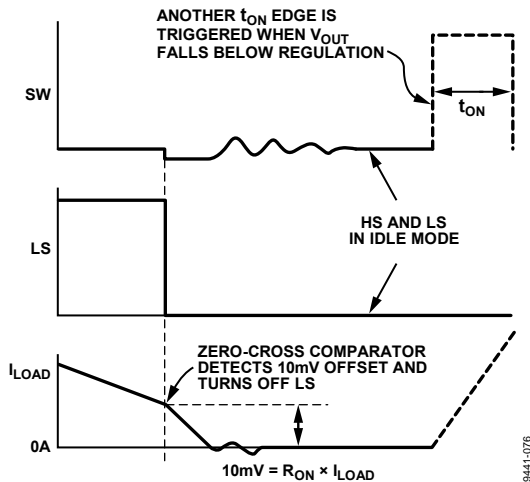 ANOTHER tON EDGE IS
TRIGGERED WHEN VOUT
FALLS BELOW REGULATION
SW
tON
HS AND LS
IN IDLE MODE
LS
ZERO-CROSS COMPARATOR
DETECTS 10mV OFFSET AND
TURNS OFF LS
ILOAD
0A
10mV = RON × ILOAD
9441-076